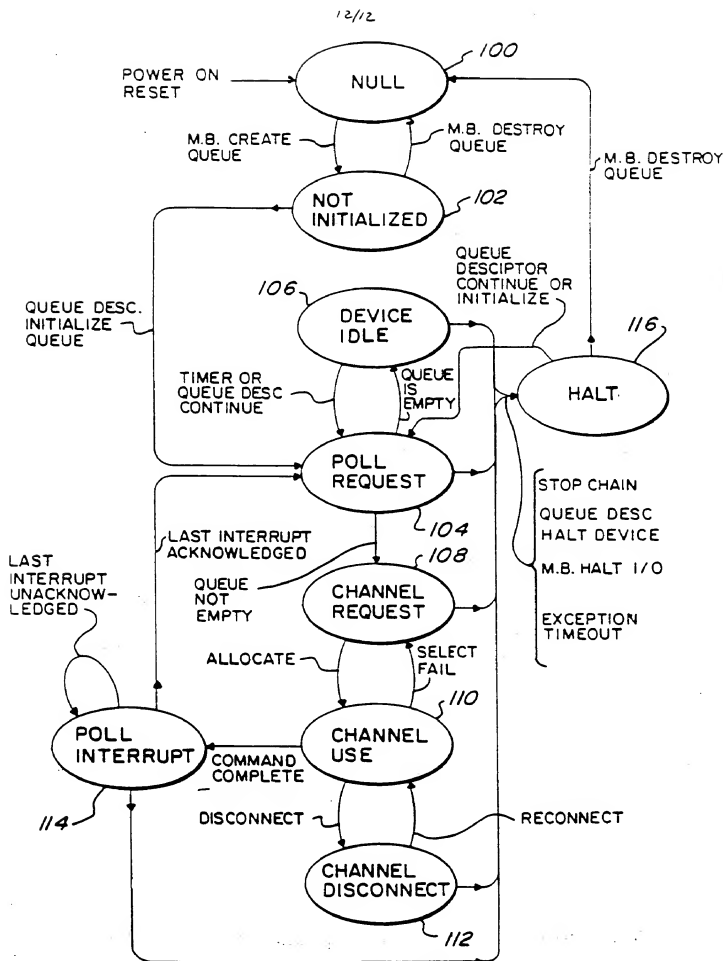 12/12
100
POWER ON
RESET
NULL
M.B. CREATE
QUEUE
M.B. DESTROY
QUEUE
M.B. DESTROY
QUEUE
NOT
INITIALIZED
102
QUEUE
DESCIPTOR
CONTINUE OR
INITIALIZE
106
DEVICE
IDLE
116
QUEUE DESC.
INITIALIZE
QUEUE
TIMER OR
QUEUE DESC
CONTINUE
QUEUE
IS
EMPTY
HALT
POLL
REQUEST
104
STOP CHAIN
QUEUE DESC
HALT DEVICE
M.B. HALT I/O
EXCEPTION
TIMEOUT
LAST INTERRUPT
ACKNOWLEDGED
LAST
INTERRUPT
UNACKNOW-
LEDGED
QUEUE
NOT
EMPTY
108
CHANNEL
REQUEST
ALLOCATE
SELECT
FAIL
110
POLL
INTERRUPT
114
COMMAND
COMPLETE
CHANNEL
USE
DISCONNECT
RECONNECT
CHANNEL
DISCONNECT
112